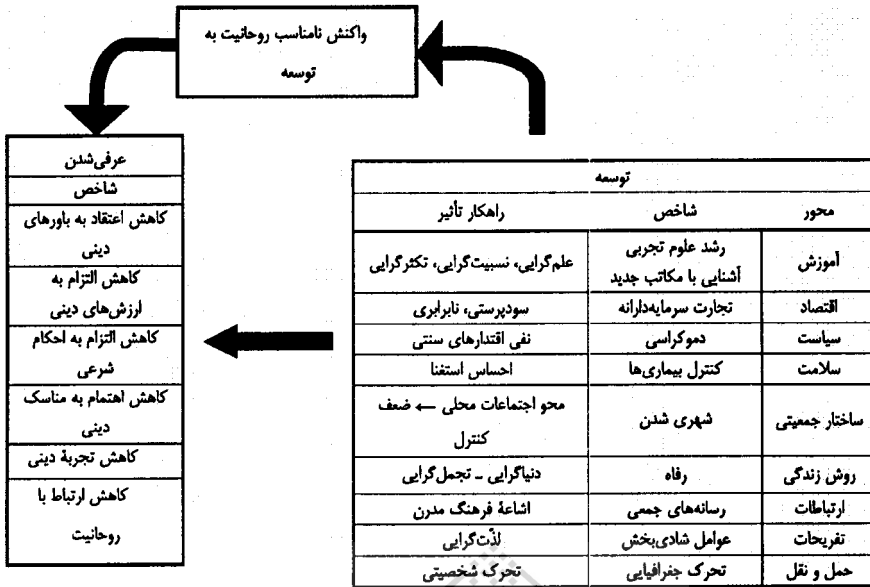 واکنش نامناسب روحانیت به
توسعه
توسعه
محور شاخص راهکار تأثیر
آموزش رشد علوم تجربی
آشنایی با مکاتب جدید علم‌گرایی، نسبیت‌گرایی، تکثرگرایی
اقتصاد تجارت سرمایه‌دارانه سودپرستی، نابرابری
سیاست دموکراسی نفی اقتدارهای سنتی
سلامت کنترل بیماری‌ها احساس استغنا
ساختار جمعیتی شهری شدن محو اجتماعات محلی ← ضعف
کنترل
روش زندگی رفاه دنیاگرایی ـ تجمل‌گرایی
ارتباطات رسانه‌های جمعی اشاعهٔ فرهنگ مدرن
تفریحات عوامل شادی‌بخش لذّت‌گرایی
حمل و نقل تحرک جغرافیایی تحرک شخصیتی
عرفی‌شدن
شاخص
کاهش اعتقاد به باورهای
دینی
کاهش التزام به
ارزش‌های دینی
کاهش التزام به احکام
شرعی
کاهش اهتمام به مناسک
دینی
کاهش تجربهٔ دینی
کاهش ارتباط با
روحانیت